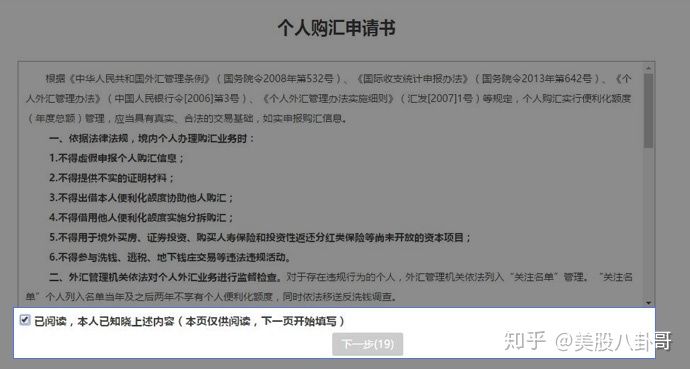 个人购汇申请书
根据《中华人民共和国外汇管理条例》（国务院令2008年第532号）、《国际收支统计申报办法》（国务院令2013年第642号）、《个
人外汇管理办法》（中国人民银行令[2006]第3号）、《个人外汇管理办法实施细则》（汇发[2007]1号）等规定，个人购汇实行便利化额度
（年度总额）管理，应当具有真实、合法的交易基础，如实申报购汇信息。
一、依据法律法规，境内个人办理购汇业务时：
1.不得虚假申报个人购汇信息；
2.不得提供不实的证明材料；
3.不得出借本人便利化额度协助他人购汇；
4.不得借用他人便利化额度实施分拆购汇；
5.不得用于境外买房、证券投资、购买人寿保险和投资性返还分红类保险等尚未开放的资本项目；
6.不得参与洗钱、逃税、地下钱庄交易等违法违规活动。
二、外汇管理机关依法对个人外汇业务进行监督检查。对于存在违规行为的个人，外汇管理机关依法列入“关注名单”管理。“关注名
单”个人列入名单当年及之后两年不享有个人便利化额度，同时依法移送反洗钱调查。
已阅读，本人已知晓上述内容（本页仅供阅读，下一页开始填写）
下一步(19)
知乎 @美股八卦哥